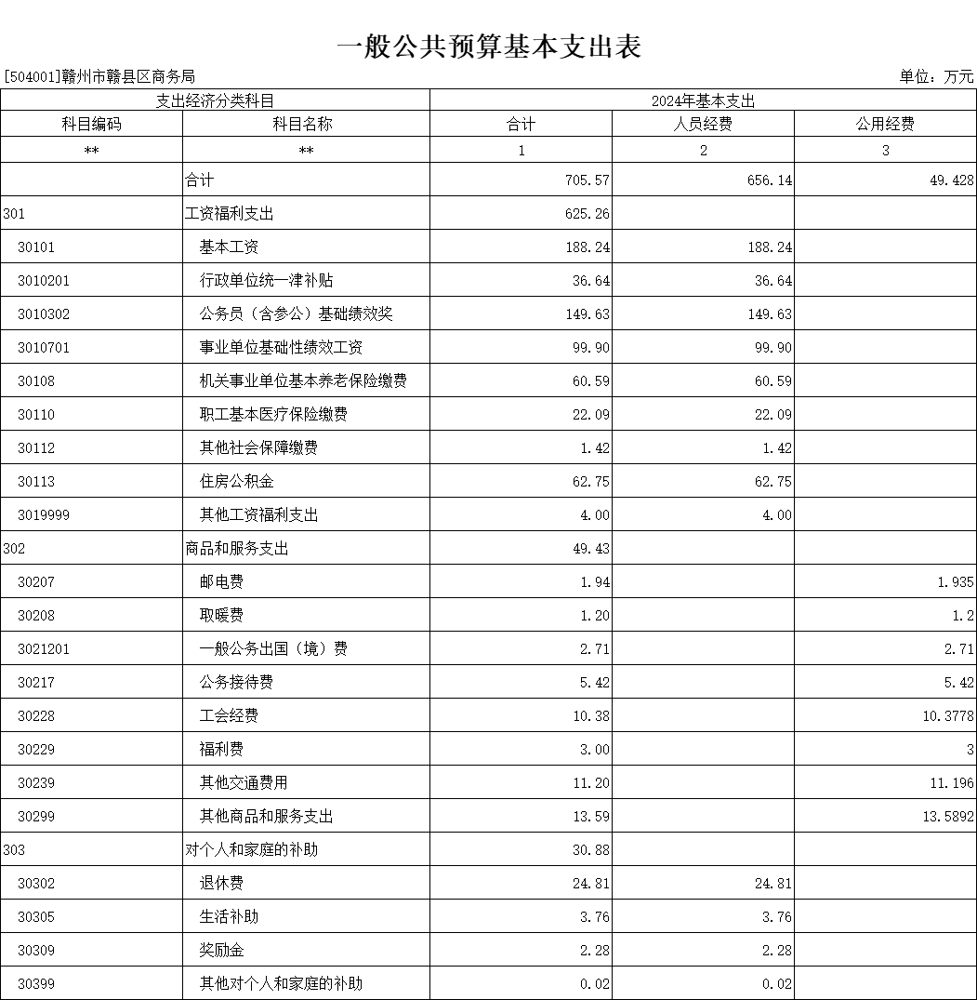 一般公共预算基本支出表
[504001]赣州市赣县区商务局 单位：万元
支出经济分类科目 2024年基本支出
科目编码 科目名称 合计 人员经费 公用经费
** ** 1 2 3
合计 705.57 656.14 49.428
301 工资福利支出 625.26
30101 基本工资 188.24 188.24
3010201 行政单位统一津补贴 36.64 36.64
3010302 公务员（含参公）基础绩效奖 149.63 149.63
3010701 事业单位基础性绩效工资 99.90 99.90
30108 机关事业单位基本养老保险缴费 60.59 60.59
30110 职工基本医疗保险缴费 22.09 22.09
30112 其他社会保障缴费 1.42 1.42
30113 住房公积金 62.75 62.75
3019999 其他工资福利支出 4.00 4.00
302 商品和服务支出 49.43
30207 邮电费 1.94 1.935
30208 取暖费 1.20 1.2
3021201 一般公务出国（境）费 2.71 2.71
30217 公务接待费 5.42 5.42
30228 工会经费 10.38 10.3778
30229 福利费 3.00 3
30239 其他交通费用 11.20 11.196
30299 其他商品和服务支出 13.59 13.5892
303 对个人和家庭的补助 30.88
30302 退休费 24.81 24.81
30305 生活补助 3.76 3.76
30309 奖励金 2.28 2.28
30399 其他对个人和家庭的补助 0.02 0.02